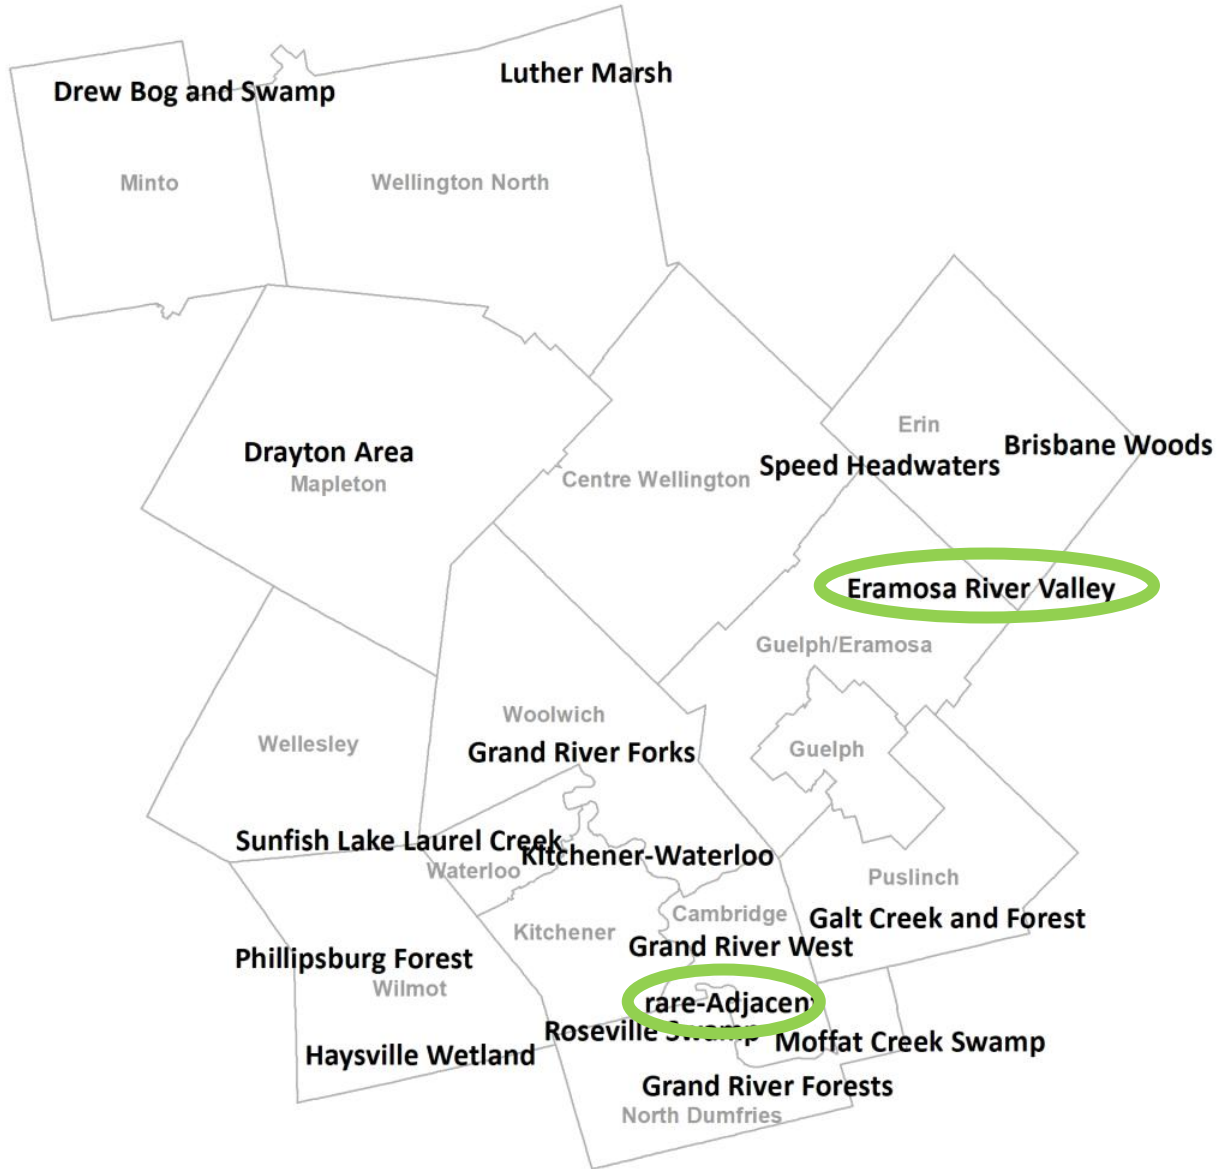 Luther Marsh
Drew Bog and Swamp
Minto
Wellington North
Erin
Brisbane Woods
Drayton Area
Speed Headwaters
Mapleton
Centre Wellington
Eramosa River Valley
Guelph/Eramosa
Woolwich
Wellesley
Guelph
Grand River Forks
Sunfish Lake Laurel Creek
Kitchener-Waterloo
Waterloo
Puslinch
Cambridge
Galt Creek and Forest
Kitchener
Grand River West
Phillipsburg Forest
Wilmot
rare-Adjacent
Roseville Swamp
Moffat Creek Swamp
Haysville Wetland
Grand River Forests
North Dumfries